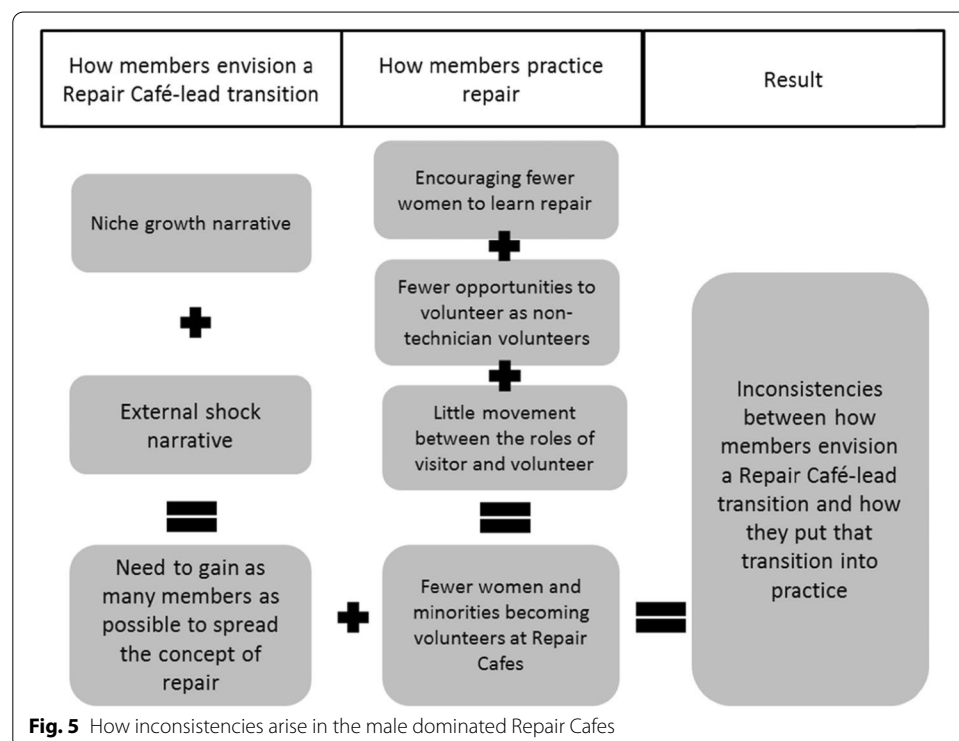 How members envision a
Repair Café-lead transition
How members practice
repair
Result
Niche growth narrative
External shock
narrative
Need to gain as
many members as
possible to spread
the concept of
repair
Encouraging fewer
women to learn repair
Fewer opportunities to
volunteer as non-
technician volunteers
Little movement
between the roles of
visitor and volunteer
Fewer women and
minorities becoming
volunteers at Repair
Cafes
Inconsistencies
between how
members envision
a Repair Café-lead
transition and how
they put that
transition into
practice
Fig. 5 How inconsistencies arise in the male dominated Repair Cafes